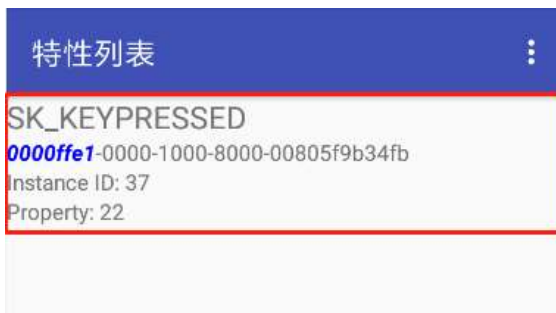 特性列表
SK_KEYPRESSED
0000ffe1-0000-1000-8000-00805f9b34fb
Instance ID: 37
Property: 22